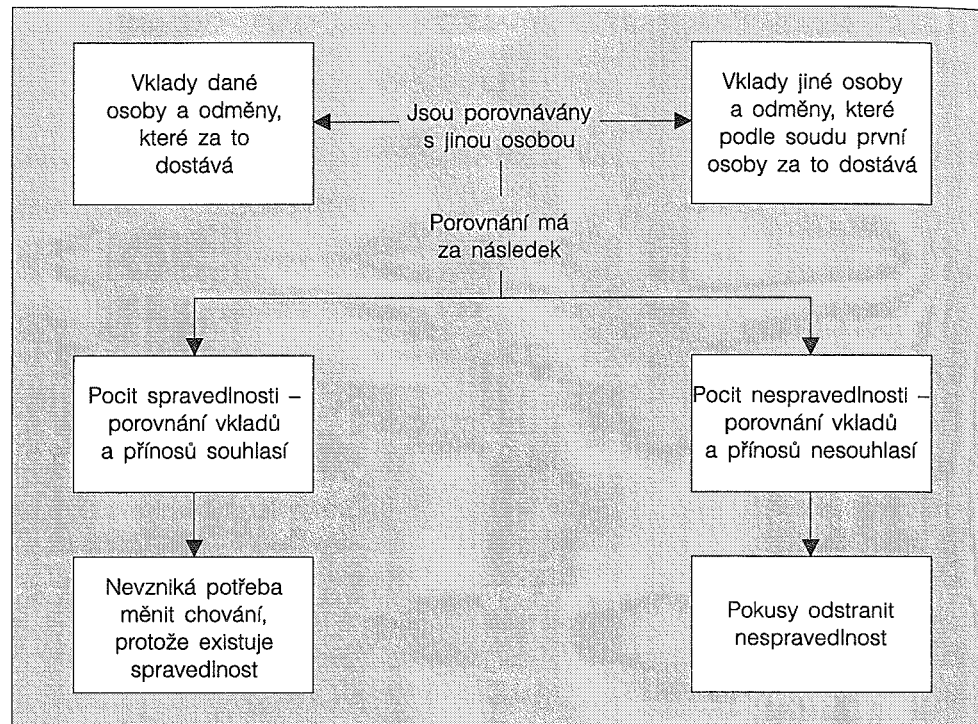 Vklady dané
osoby a odměny,
které za to
dostává
Jsou porovnávány
s jinou osobou
Vklady jiné osoby
a odměny, které
podle soudu první
osoby za to dostává
Porovnání má
za následek
Pocit spravedlnosti –
porovnání vkladů
a přínosů souhlasí
Pocit nespravedlnosti –
porovnání vkladů
a přínosů nesouhlasí
Nevzniká potřeba
měnit chování,
protože existuje
spravedlnost
Pokusy odstranit
nespravedlnost